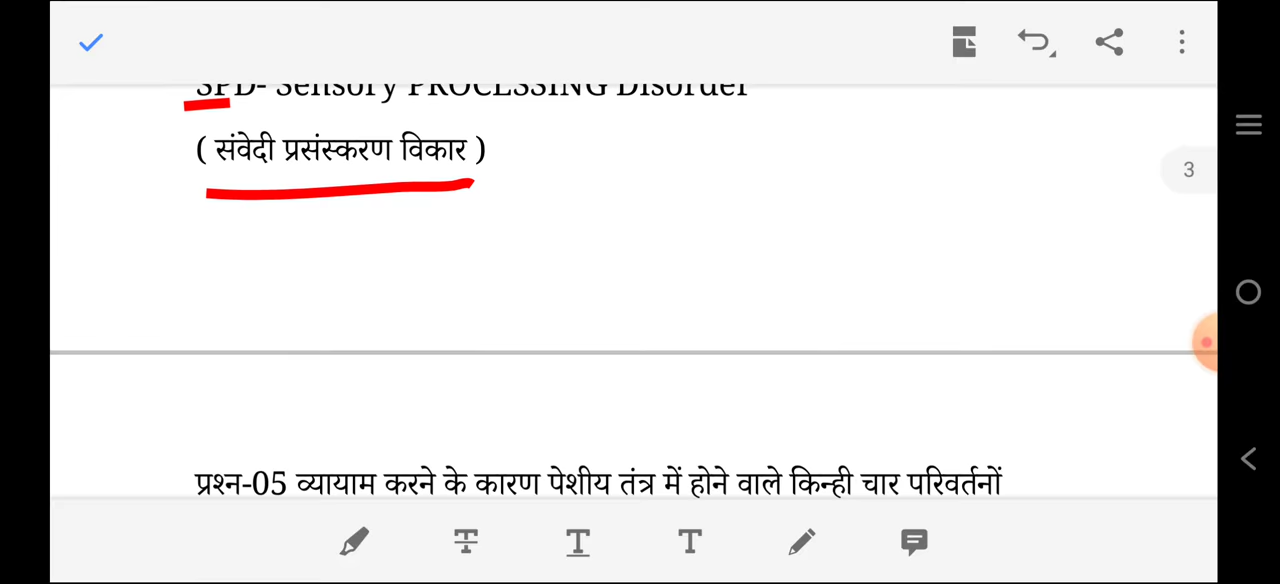 SPD- Sensory PROCESSING Disorder
( संवेदी प्रसंस्करण विकार )
3
प्रश्न-05 व्यायाम करने के कारण पेशीय तंत्र में होने वाले किन्ही चार परिवर्तनों